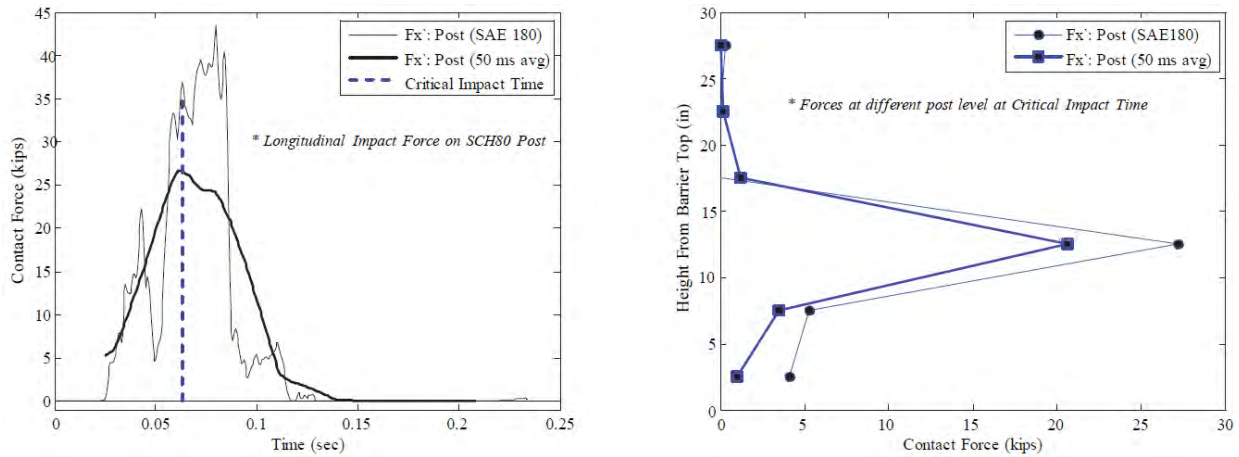 45
40
35
30
25
20
15
10
5
0
0
0.05
0.1
0.15
0.2
0.25
Contact Force (kips)
Time (sec)
Fx`: Post (SAE 180)
Fx`: Post (50 ms avg)
Critical Impact Time
* Longitudinal Impact Force on SCH80 Post
30
25
20
15
10
5
0
0
5
10
15
20
25
30
Height From Barrier Top (in)
Contact Force (kips)
Fx`: Post (SAE180)
Fx`: Post (50 ms avg)
* Forces at different post level at Critical Impact Time